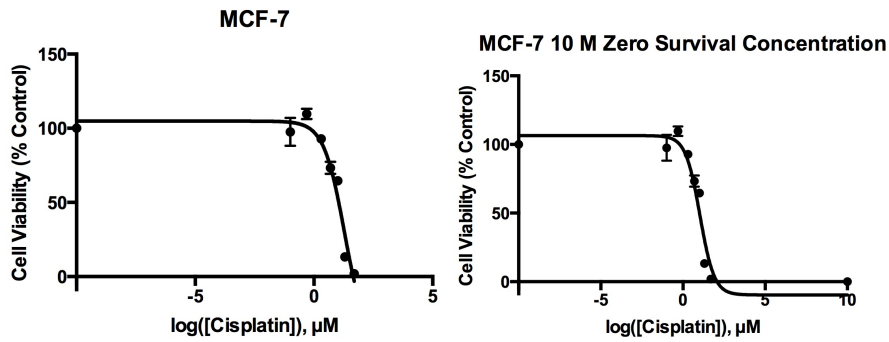 MCF-7
150
100
50
0
Cell Viability (% Control)
-5
0
5
log([Cisplatin]), µM
MCF-7 10 M Zero Survival Concentration
150
100
50
0
Cell Viability (% Control)
-5
0
5
10
log([Cisplatin]), µM